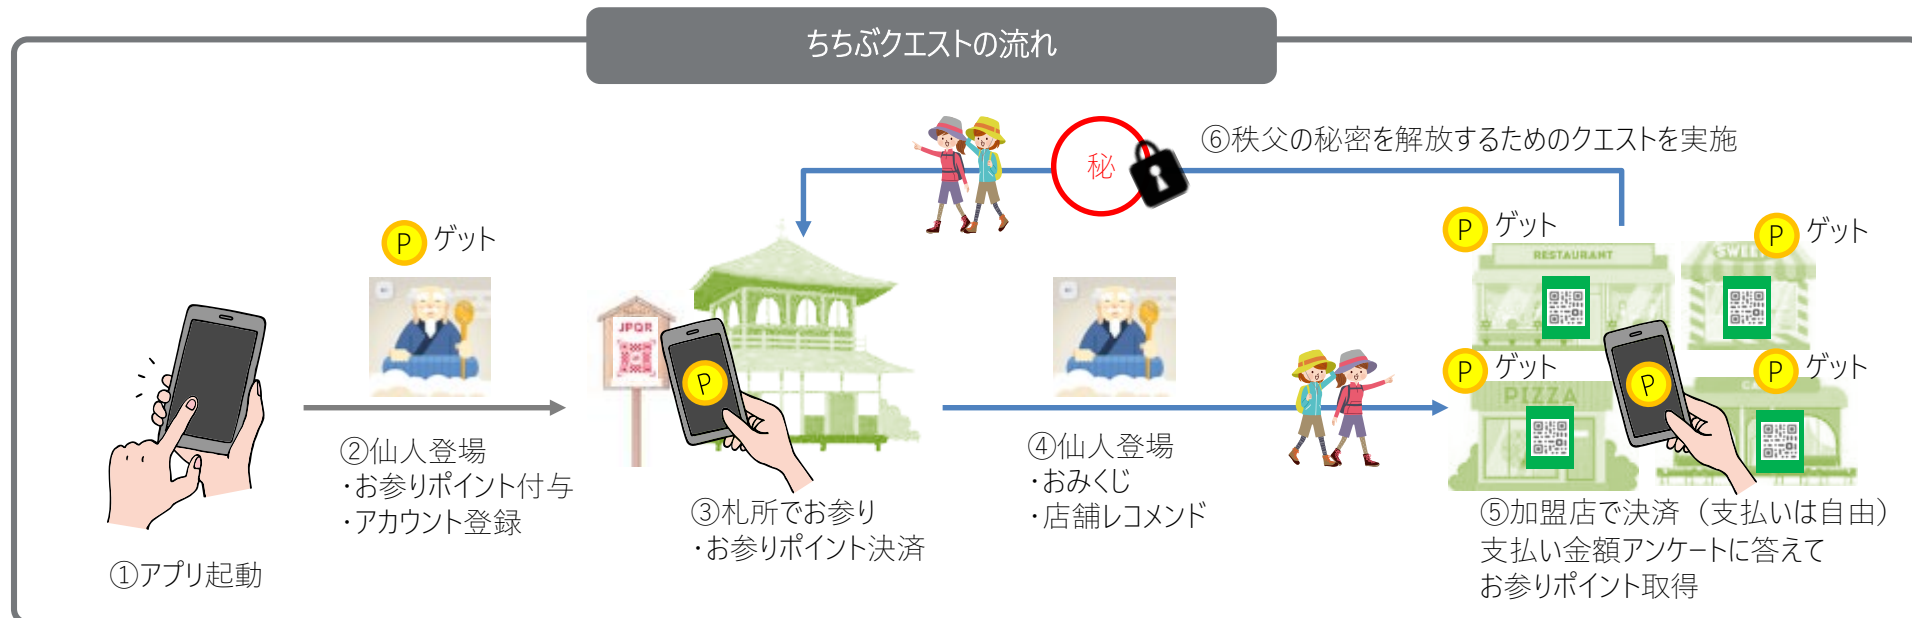 ちちぶクエストの流れ
秘
⑥秩父の秘密を解放するためのクエストを実施
P ゲット
P ゲット
P ゲット
RESTAURANT
SWEE
JPQR
P
P ゲット
P ゲット
PIZZA
CA
P
①アプリ起動
②仙人登場
・お参りポイント付与
・アカウント登録
③札所でお参り
・お参りポイント決済
④仙人登場
・おみくじ
・店舗レコメンド
⑤加盟店で決済（支払いは自由）
支払い金額アンケートに答えて
お参りポイント取得